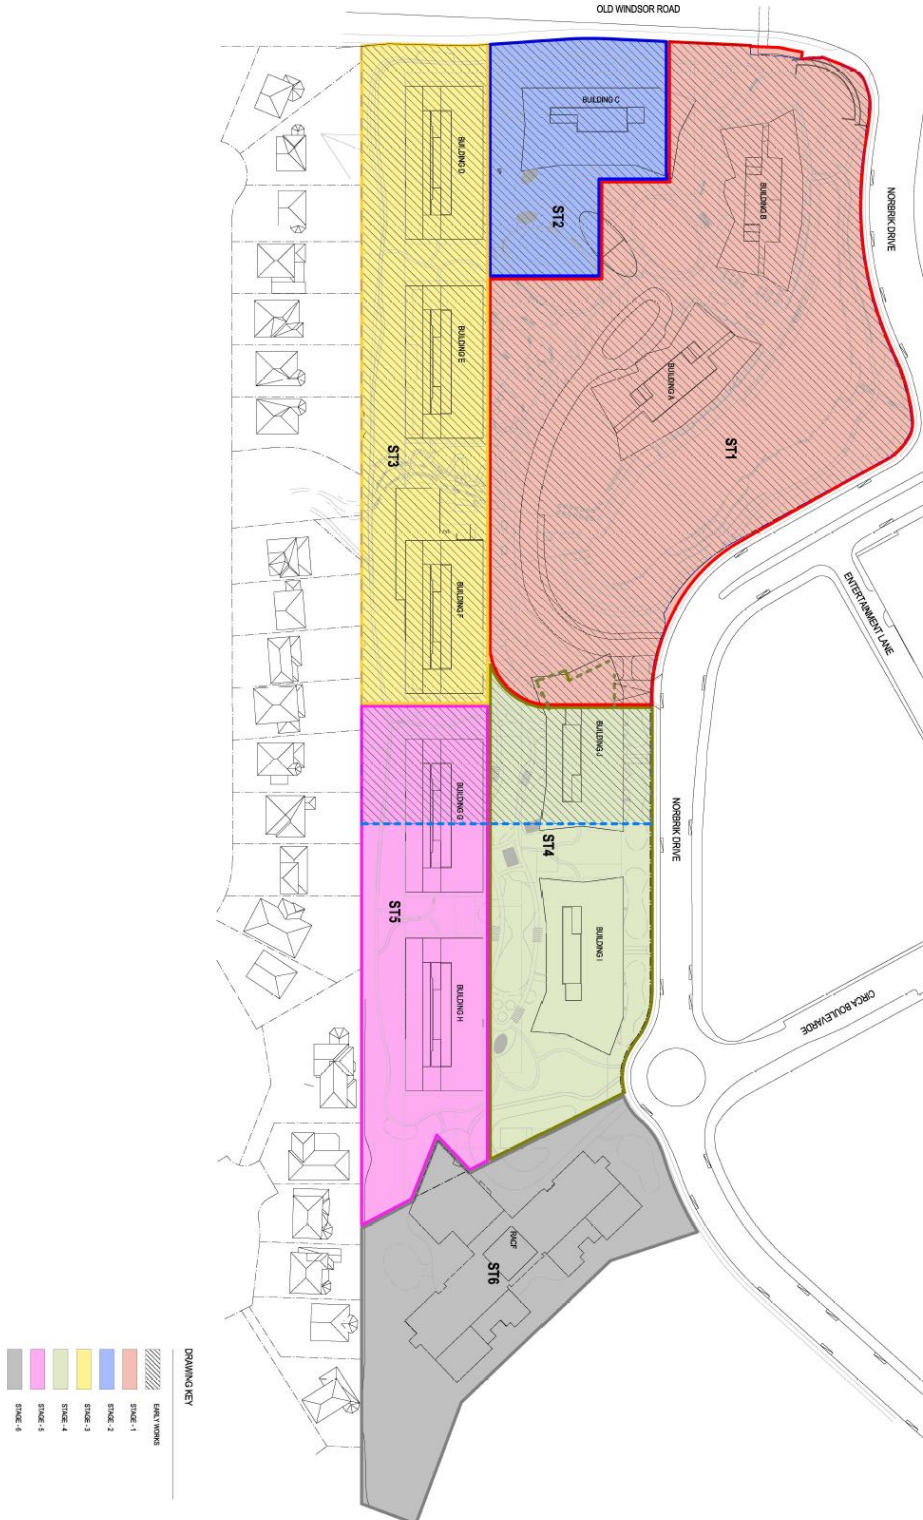 OLD WINDSOR ROAD
BUILDING C
BUILDING D
BUILDING B
NORBRIK DRIVE
ST2
BUILDING E
BUILDING A
ST1
ST3
ENTERTAINMENT LANE
BUILDING F
BUILDING J
BUILDING G
NORBRIK DRIVE
ST4
ST5
BUILDING I
BUILDING H
CIRCA BOULEVARDE
RACF
ST6
DRAWING KEY
EARLY WORKS
STAGE - 1
STAGE - 2
STAGE - 3
STAGE - 4
STAGE - 5
STAGE - 6